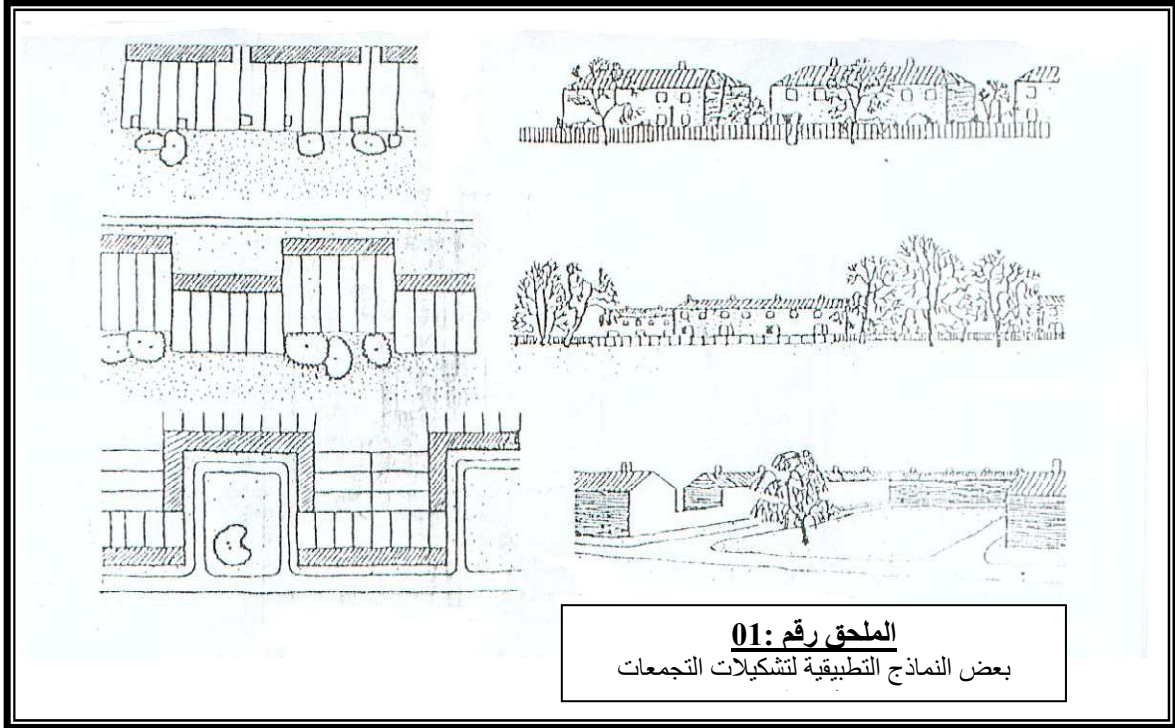 الملحق رقم :01
بعض النماذج التطبيقية لتشكيلات التجمعات